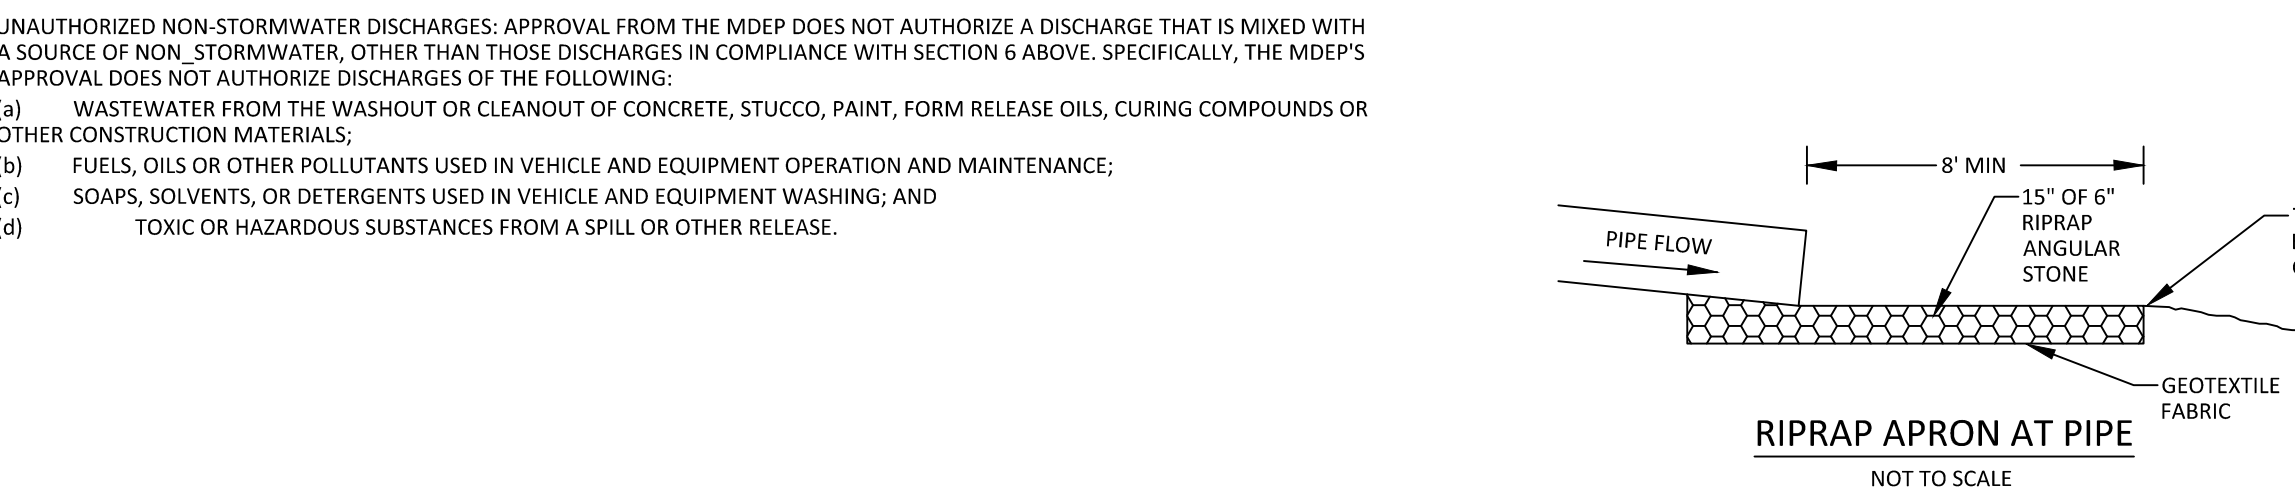 UNAUTHORIZED NON-STORMWATER DISCHARGES: APPROVAL FROM THE MDEP DOES NOT AUTHORIZE A DISCHARGE THAT IS MIXED WITH
A SOURCE OF NON_STORMWATER, OTHER THAN THOSE DISCHARGES IN COMPLIANCE WITH SECTION 6 ABOVE. SPECIFICALLY, THE MDEP'S
APPROVAL DOES NOT AUTHORIZE DISCHARGES OF THE FOLLOWING:
(a) WASTEWATER FROM THE WASHOUT OR CLEANOUT OF CONCRETE, STUCCO, PAINT, FORM RELEASE OILS, CURING COMPOUNDS OR
OTHER CONSTRUCTION MATERIALS;
(b) FUELS, OILS OR OTHER POLLUTANTS USED IN VEHICLE AND EQUIPMENT OPERATION AND MAINTENANCE;
(c) SOAPS, SOLVENTS, OR DETERGENTS USED IN VEHICLE AND EQUIPMENT WASHING; AND
(d) TOXIC OR HAZARDOUS SUBSTANCES FROM A SPILL OR OTHER RELEASE.
8' MIN
15" OF 6"
RIPRAP
ANGULAR
STONE
PIPE FLOW
GEOTEXTILE
FABRIC
RIPRAP APRON AT PIPE
NOT TO SCALE